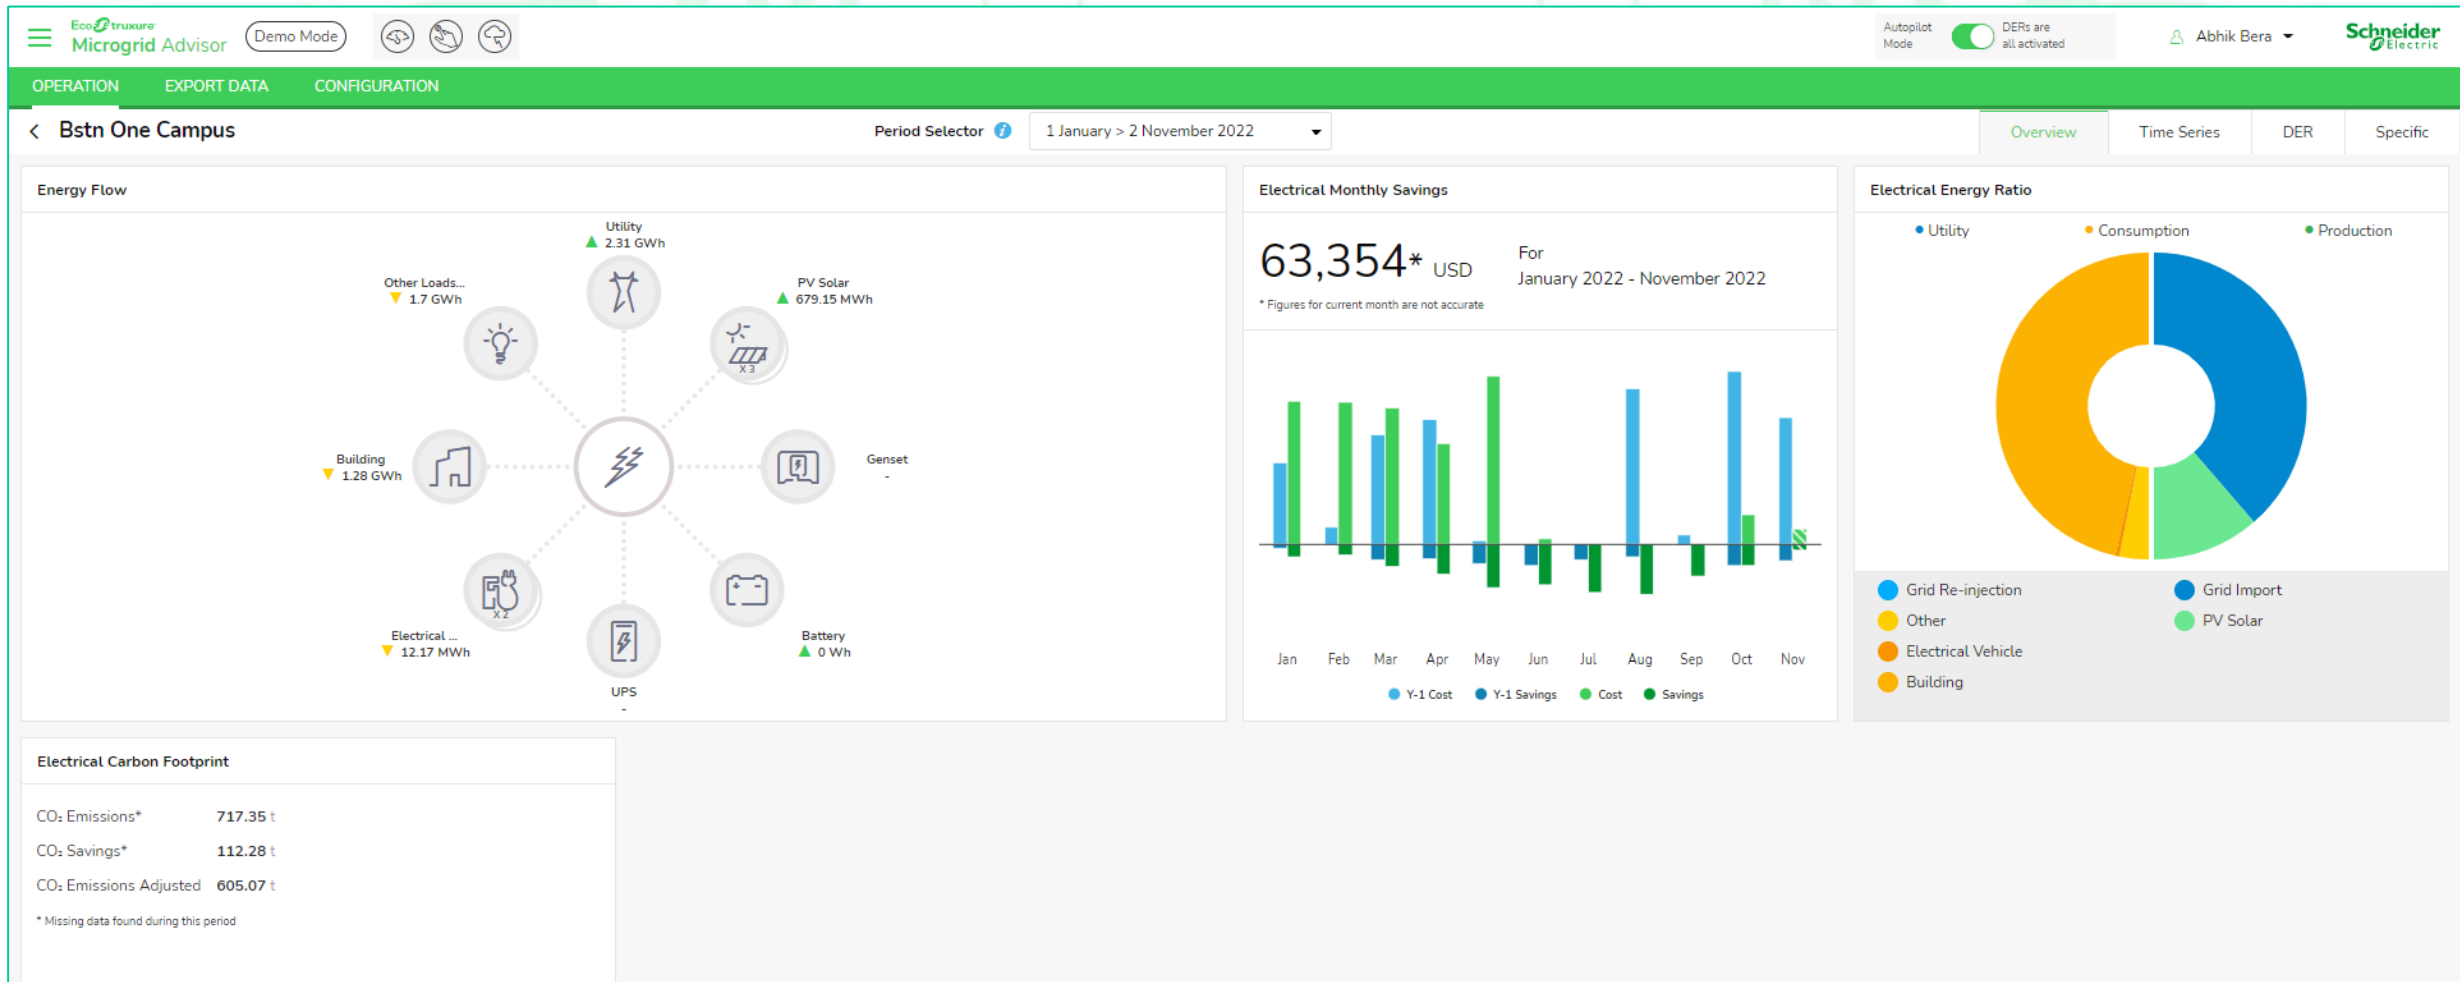 EcoStruxure
Microgrid Advisor
Demo Mode
Autopilot
Mode
DERs are
all activated
Abhik Bera
Schneider
Electric
OPERATION EXPORT DATA CONFIGURATION
Bstn One Campus
Period Selector
1 January > 2 November 2022
Overview Time Series DER Specific
Energy Flow
Utility
2.31 GWh
Other Loads...
1.7 GWh
PV Solar
679.15 MWh
X 3
Building
1.28 GWh
Genset
-
X 2
Electrical ...
12.17 MWh
Battery
0 Wh
UPS
-
Electrical Monthly Savings
63,354* USD
For
January 2022 - November 2022
* Figures for current month are not accurate
Jan Feb Mar Apr May Jun Jul Aug Sep Oct Nov
Y-1 Cost Y-1 Savings Cost Savings
Electrical Energy Ratio
Utility Consumption Production
Grid Re-injection Grid Import
Other PV Solar
Electrical Vehicle
Building
Electrical Carbon Footprint
CO₂ Emissions* 717.35 t
CO₂ Savings* 112.28 t
CO₂ Emissions Adjusted 605.07 t
* Missing data found during this period